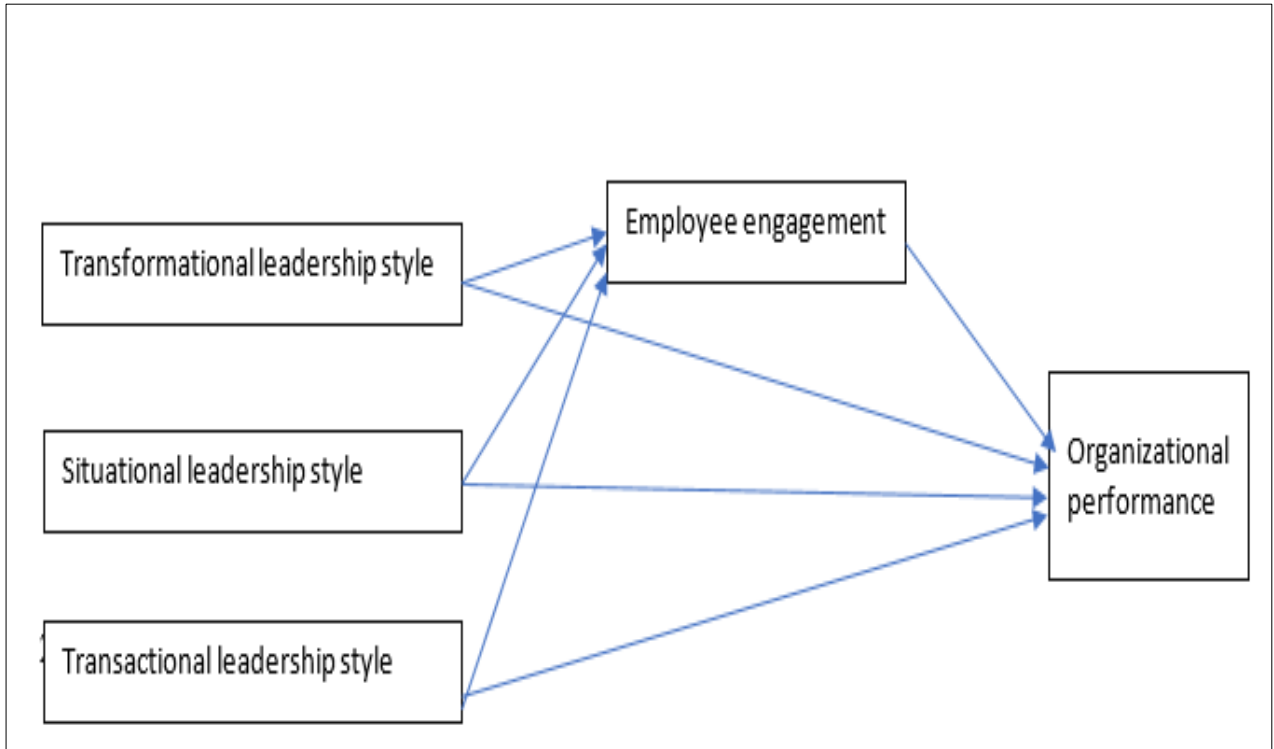 Employee engagement
Transformational leadership style
Organizational
performance
Situational leadership style
Transactional leadership style